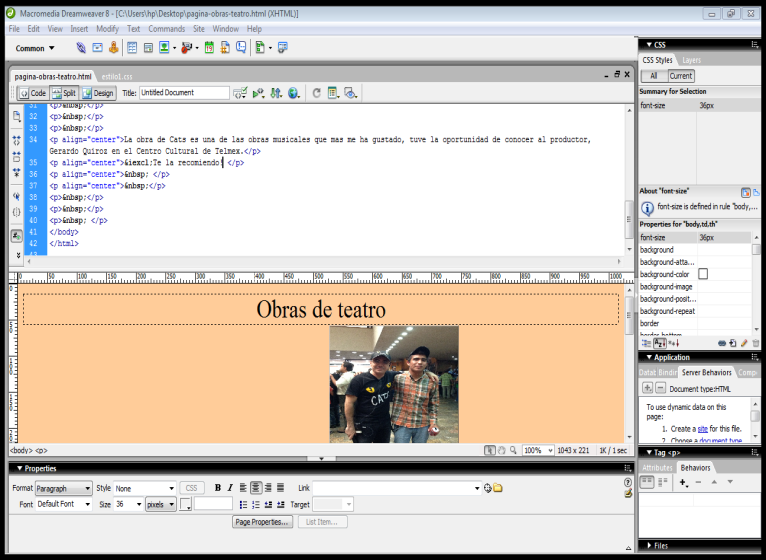 Macromedia Dreamweaver 8 - [C:\Users\hp\Desktop\pagina-obras-teatro.html (XHTML)]
File Edit View Insert Modify Text Commands Site Window Help
Common
pagina-obras-teatro.html estilo1.css
Code Split Design Title: Untitled Document
31 <p>&nbsp;</p>
32 <p>&nbsp;</p>
33 <p>&nbsp;</p>
34 <p align="center">La obra de Cats es una de las obras musicales que mas me ha gustado, tuve la oportunidad de conocer al productor,
Gerardo Quiroz en el Centro Cultural de Telmex.</p>
35 <p align="center">&iexcl;Te la recomiendo! </p>
36 <p align="center">&nbsp; </p>
37 <p align="center">&nbsp;</p>
38 <p>&nbsp;</p>
39 <p>&nbsp;</p>
40 <p>&nbsp; </p>
41 </body>
42 </html>
43
0 50 100 150 200 250 300 350 400 450 500 550 600 650 700 750 800 850 900 950 1000
Obras de teatro
CATS
<body> <p>
100% 1043 x 221 1K / 1 sec
Properties
Format Paragraph Style None CSS B I Link
Font Default Font Size 36 pixels Target
Page Properties... List Item...
CSS
CSS Styles Layers
All Current
Summary for Selection
font-size 36px
About "font-size"
font-size is defined in rule "body,...
Properties for "body,td,th"
font-size 36px
background
background-atta...
background-color
background-image
background-posit...
background-repeat
border
border-bottom
Application
Datab Bindin Server Behaviors Comp
Document type:HTML
To use dynamic data on this
page:
1. Create a site for this file.
2. Choose a document type
Tag <p>
Attributes Behaviors
Files